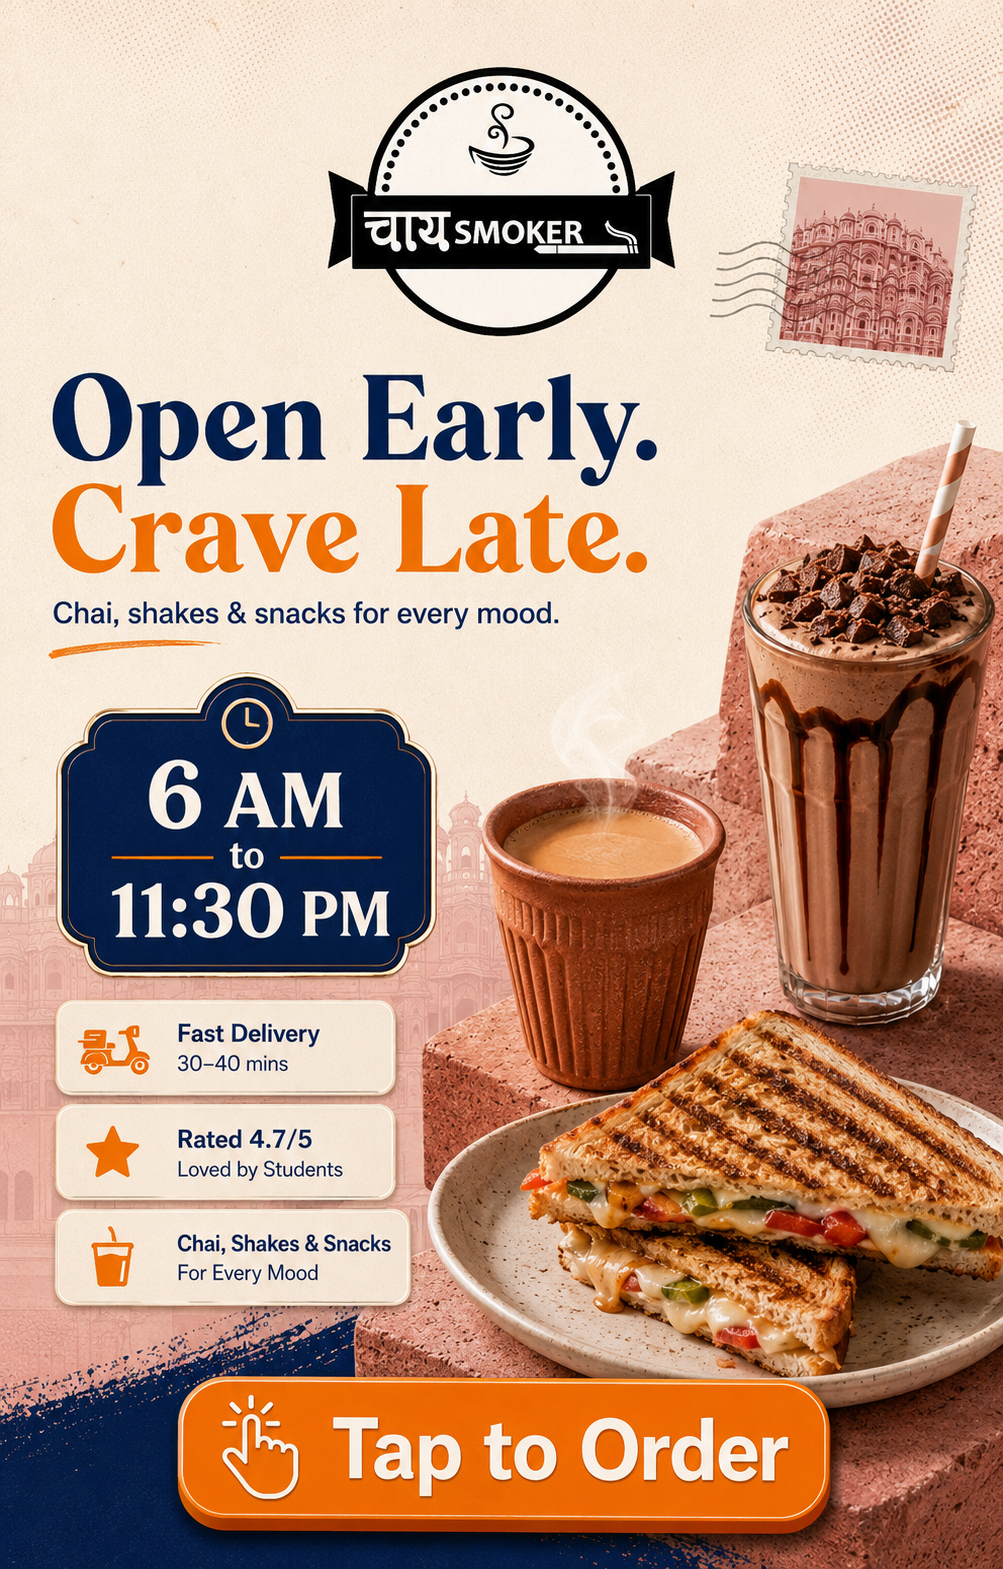 चाय SMOKER
Open Early.
Crave Late.
Chai, shakes & snacks for every mood.
6 AM
to
11:30 PM
Fast Delivery
30–40 mins
Rated 4.7/5
Loved by Students
Chai, Shakes & Snacks
For Every Mood
Tap to Order